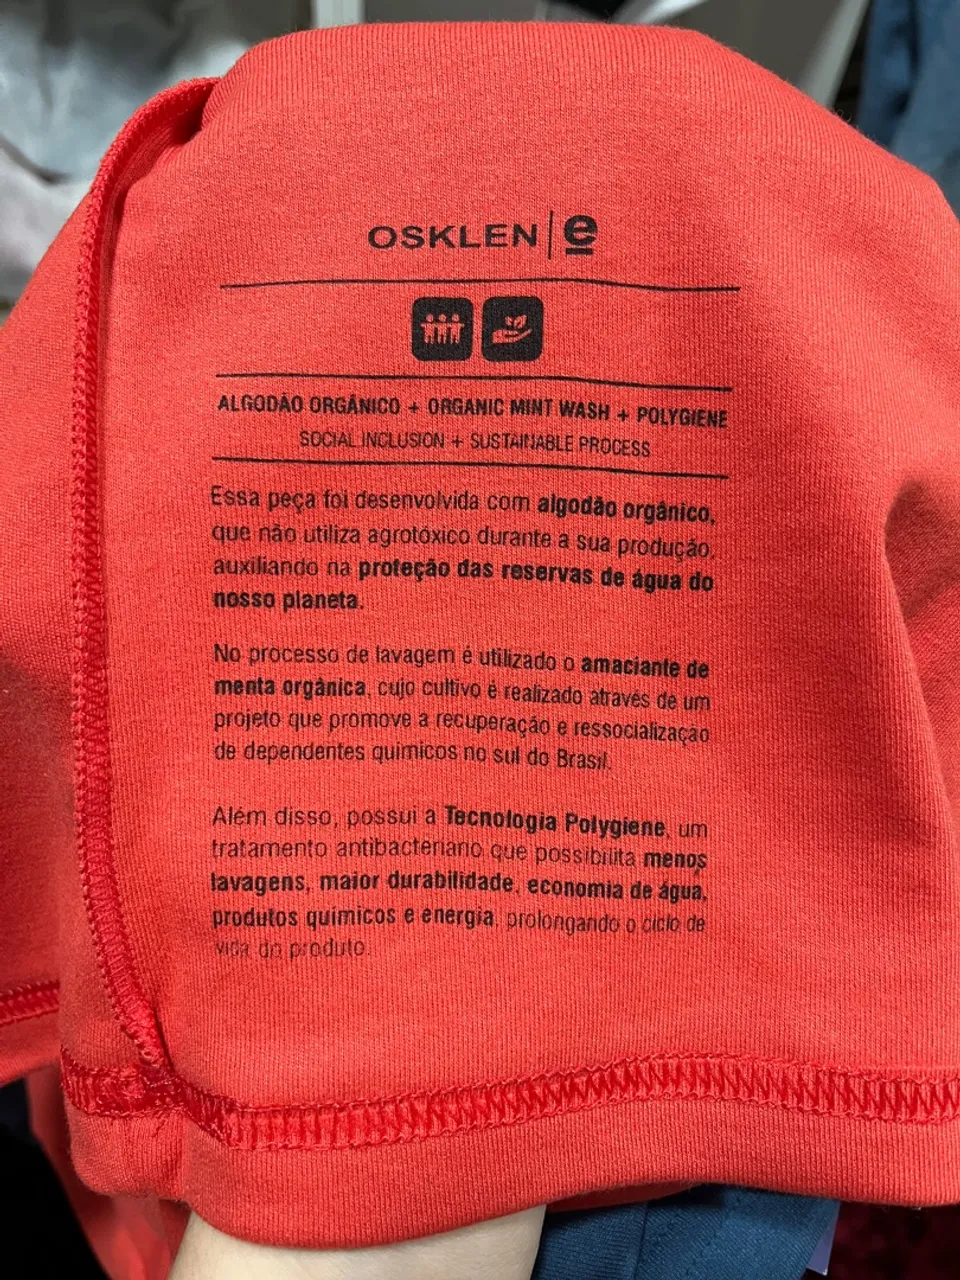 OSKLEN | e
ALGODÃO ORGÂNICO + ORGANIC MINT WASH + POLYGIENE
SOCIAL INCLUSION + SUSTAINABLE PROCESS
Essa peça foi desenvolvida com algodão orgânico,
que não utiliza agrotóxico durante a sua produção,
auxiliando na proteção das reservas de água do
nosso planeta.
No processo de lavagem é utilizado o amaciante de
menta orgânica, cujo cultivo é realizado através de um
projeto que promove a recuperação e ressocialização
de dependentes químicos no sul do Brasil.
Além disso, possui a Tecnologia Polygiene, um
tratamento antibacteriano que possibilita menos
lavagens, maior durabilidade, economia de água,
produtos químicos e energia, prolongando o ciclo de
vida do produto.